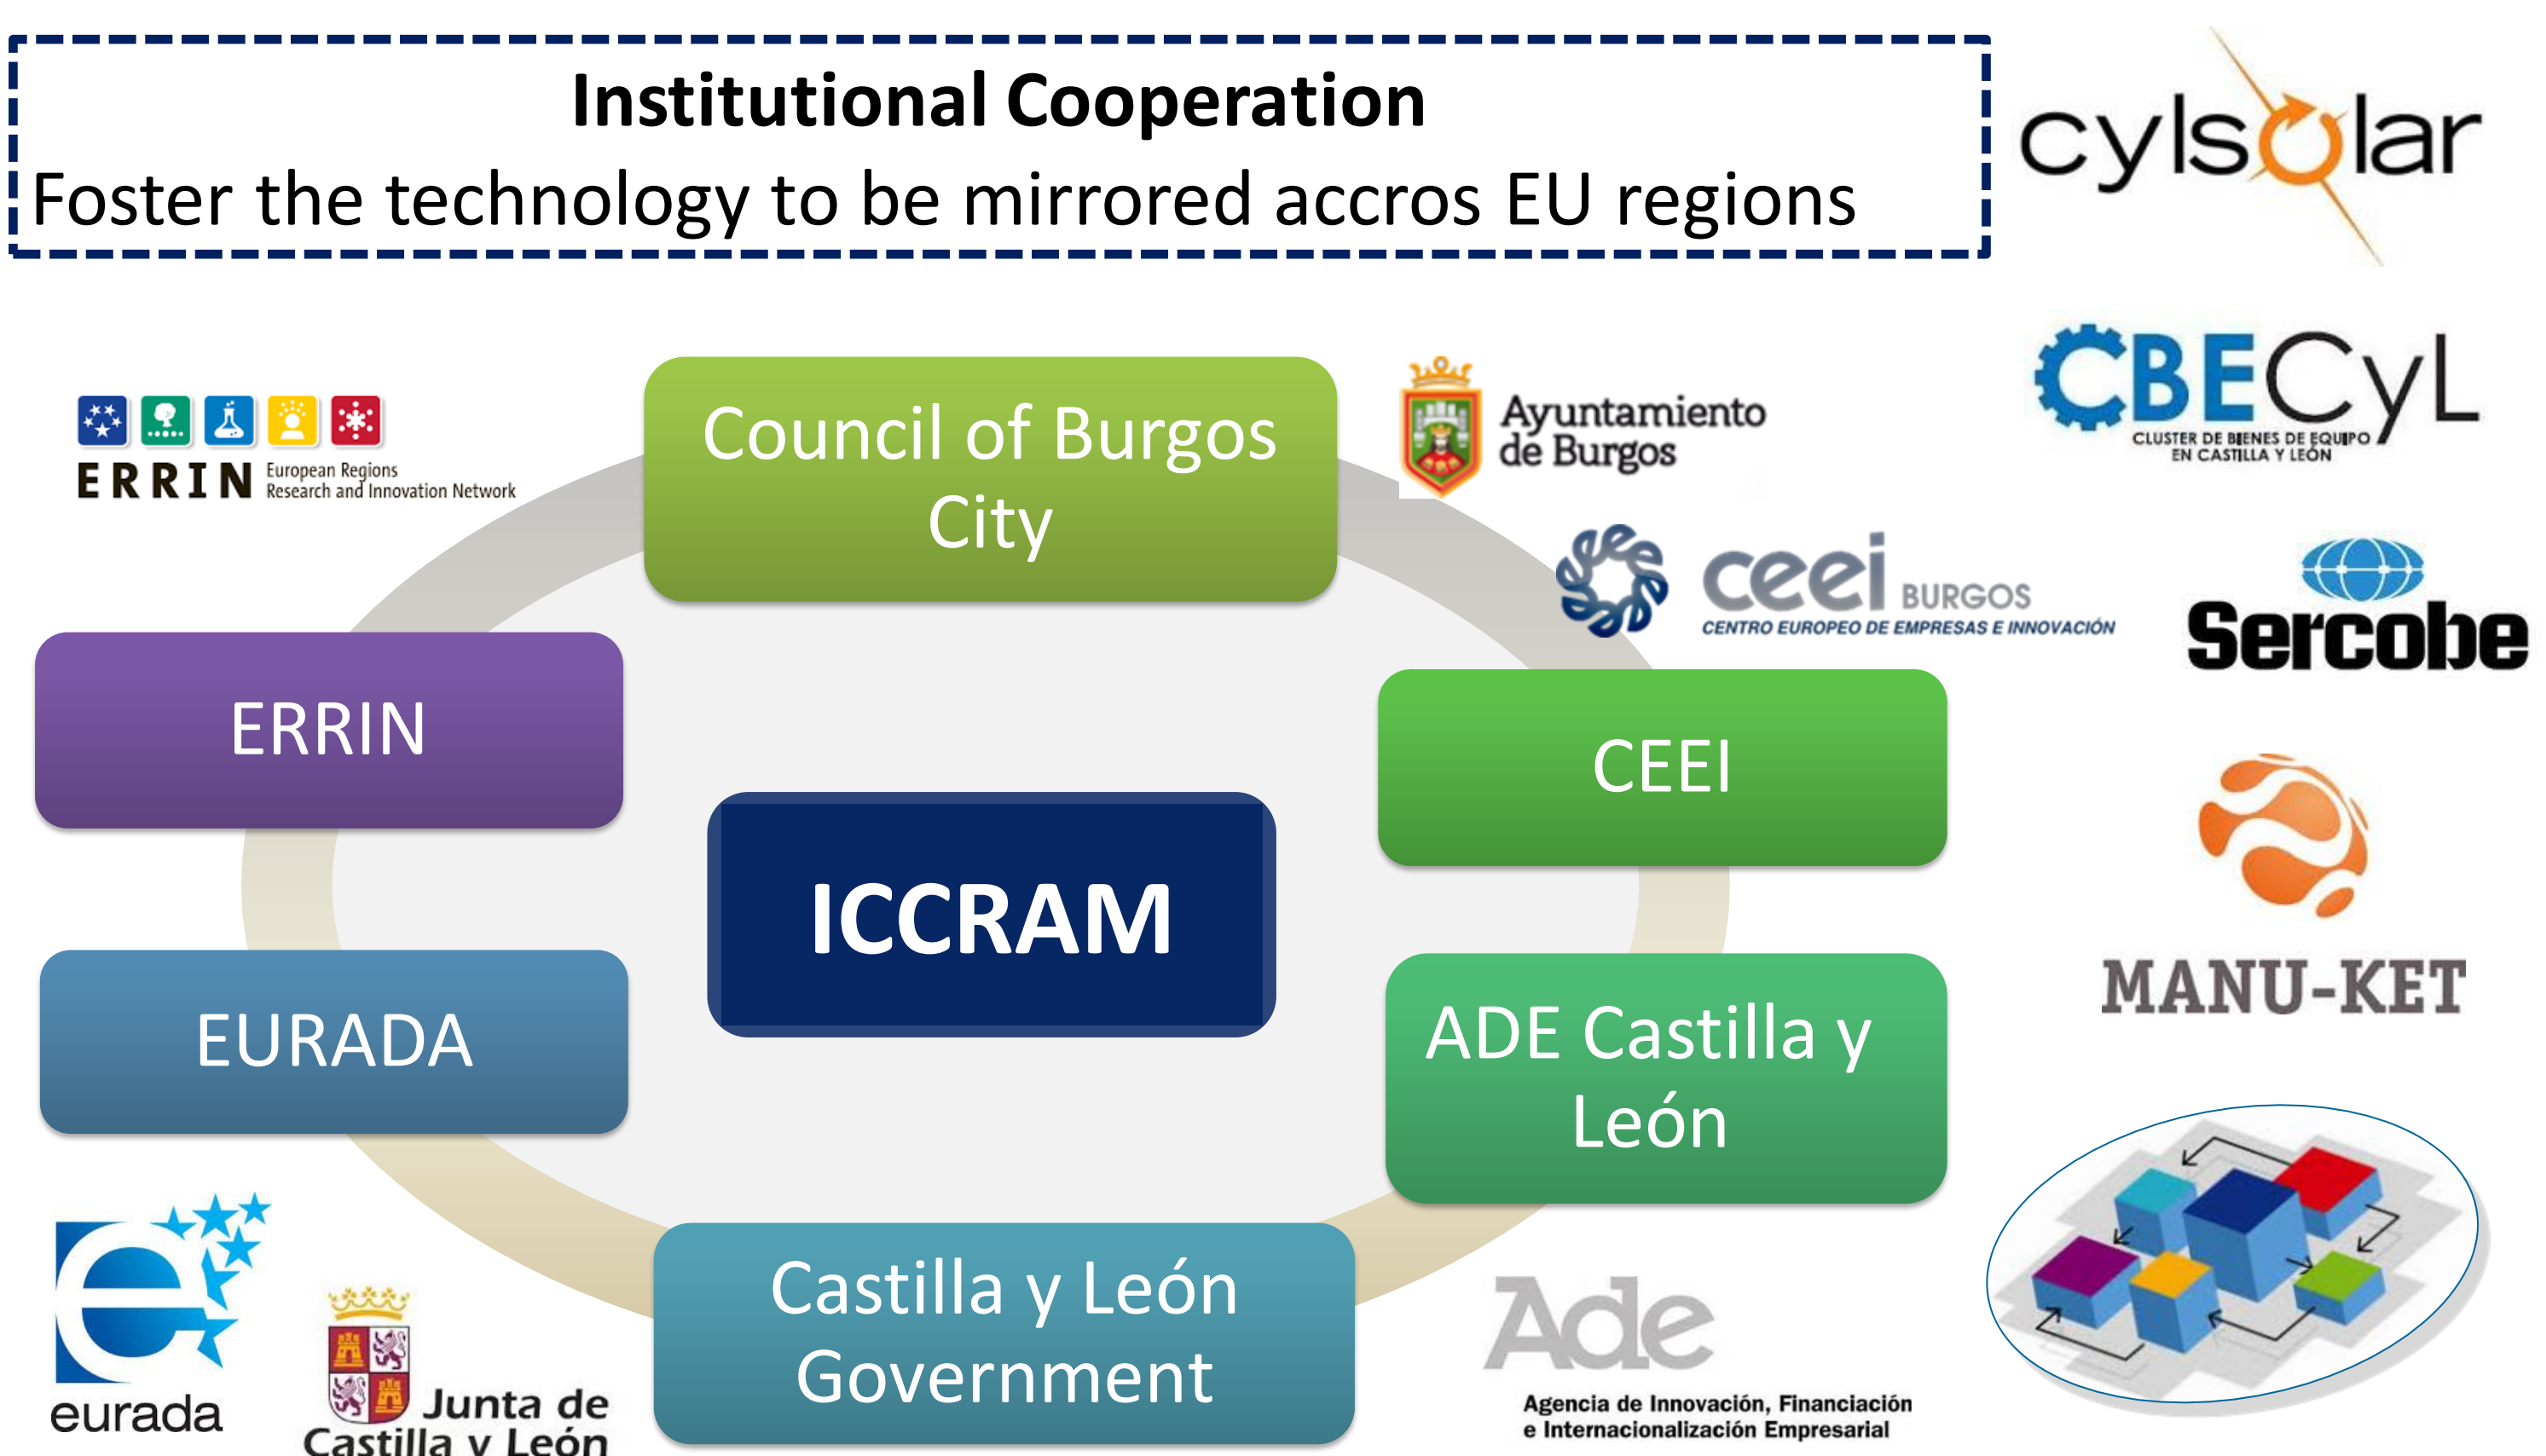 Institutional Cooperation
Foster the technology to be mirrored accros EU regions
cylsolar
ERRIN European Regions
Research and Innovation Network
Council of Burgos
City
Ayuntamiento
de Burgos
CBECyL
CLUSTER DE BIENES DE EQUIPO
EN CASTILLA Y LEÓN
ceei BURGOS
CENTRO EUROPEO DE EMPRESAS E INNOVACIÓN
Sercobe
ERRIN
CEEI
ICCRAM
MANU-KET
EURADA
ADE Castilla y
León
Castilla y León
Government
eurada
Junta de
Castilla y León
Ade
Agencia de Innovación, Financiación
e Internacionalización Empresarial